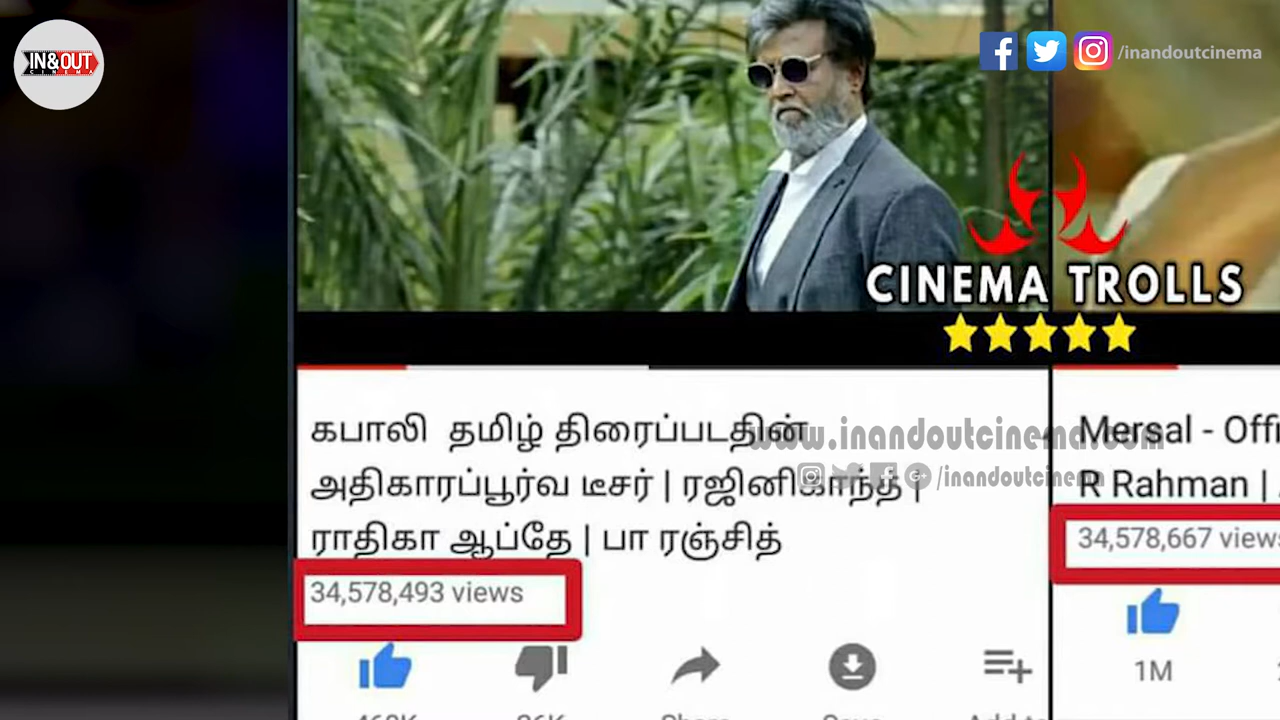 IN&OUT
CINEMA
/inandoutcinema
CINEMA TROLLS
கபாலி தமிழ் திரைப்படதின்
அதிகாரப்பூர்வ டீசர் | ரஜினிகாந்த் |
ராதிகா ஆப்தே | பா ரஞ்சித்
34,578,493 views
www.inandoutcinema.com
/inandoutcinema
Mersal - Offi
R Rahman |
34,578,667 views
1M